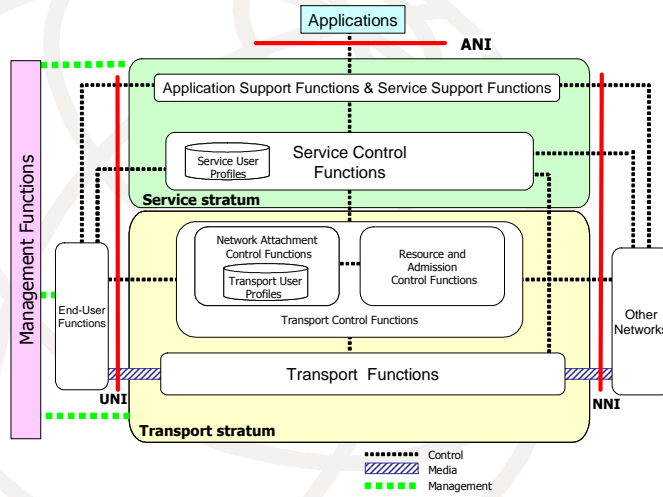 Applications
ANI
Application Support Functions & Service Support Functions
Management Functions
Service User
Profiles
Service Control
Functions
Service stratum
Network Attachment
Control Functions
Transport User
Profiles
Resource and
Admission
Control Functions
Transport Control Functions
End-User
Functions
Other
Networks
Transport Functions
UNI
NNI
Transport stratum
Control
Media
Management